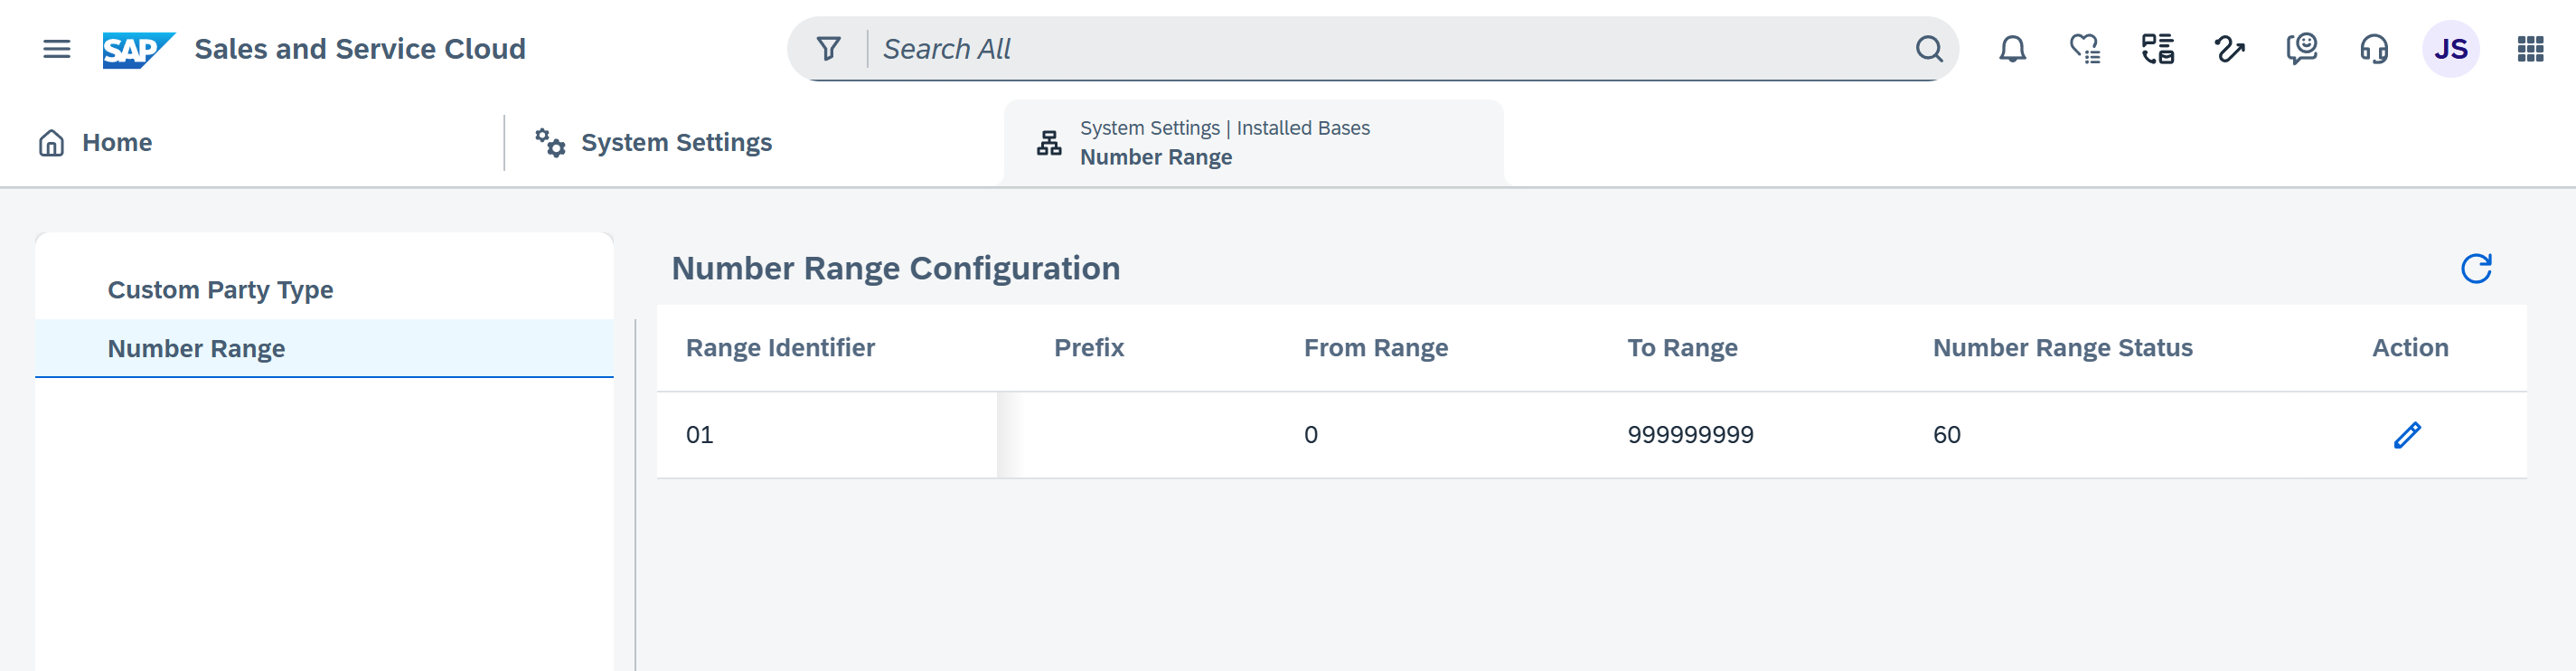 SAP Sales and Service Cloud
Search All
JS
Home
System Settings
System Settings | Installed Bases
Number Range
Custom Party Type
Number Range
Number Range Configuration
Range Identifier Prefix From Range To Range Number Range Status Action
01 0 999999999 60